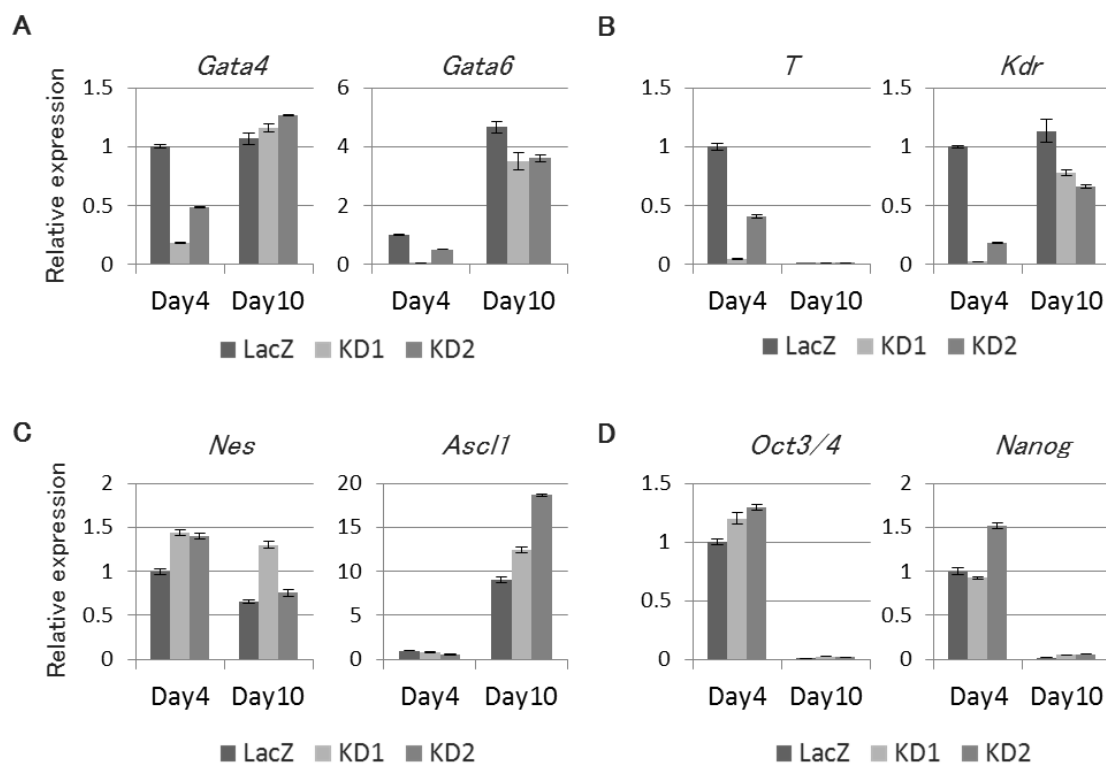 A
B
Gata4
Gata6
T
Kdr
Relative expression
1.5
1
0.5
0
6
4
2
0
1.5
1
0.5
0
1.5
1
0.5
0
Day4 Day10
Day4 Day10
Day4 Day10
Day4 Day10
LacZ KD1 KD2
LacZ KD1 KD2
C
D
Nes
Ascl1
Oct3/4
Nanog
Relative expression
2
1.5
1
0.5
0
20
15
10
5
0
1.5
1
0.5
0
2
1.5
1
0.5
0
Day4 Day10
Day4 Day10
Day4 Day10
Day4 Day10
LacZ KD1 KD2
LacZ KD1 KD2